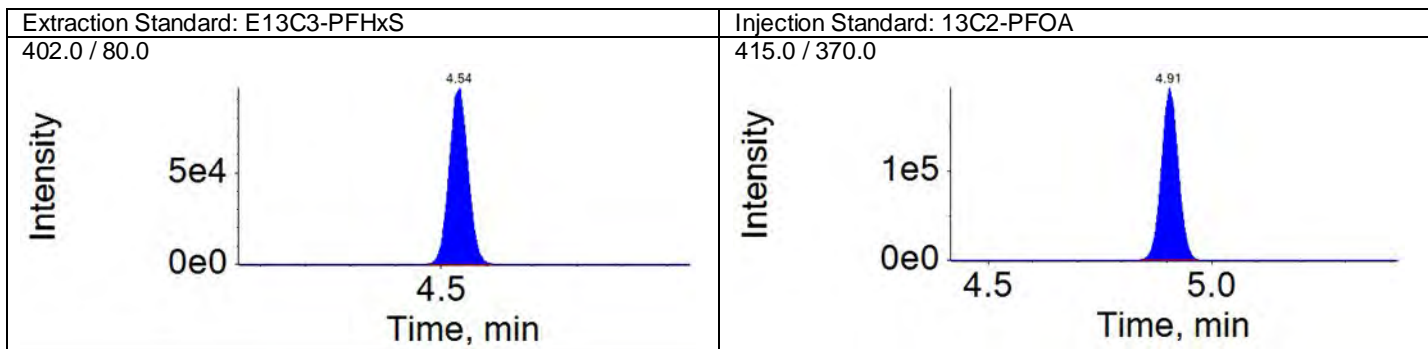 Extraction Standard: E13C3-PFHxS
402.0 / 80.0
4.54
Intensity
5e4
0e0
4.5
Time, min
Injection Standard: 13C2-PFOA
415.0 / 370.0
4.91
Intensity
1e5
0e0
4.5 5.0
Time, min